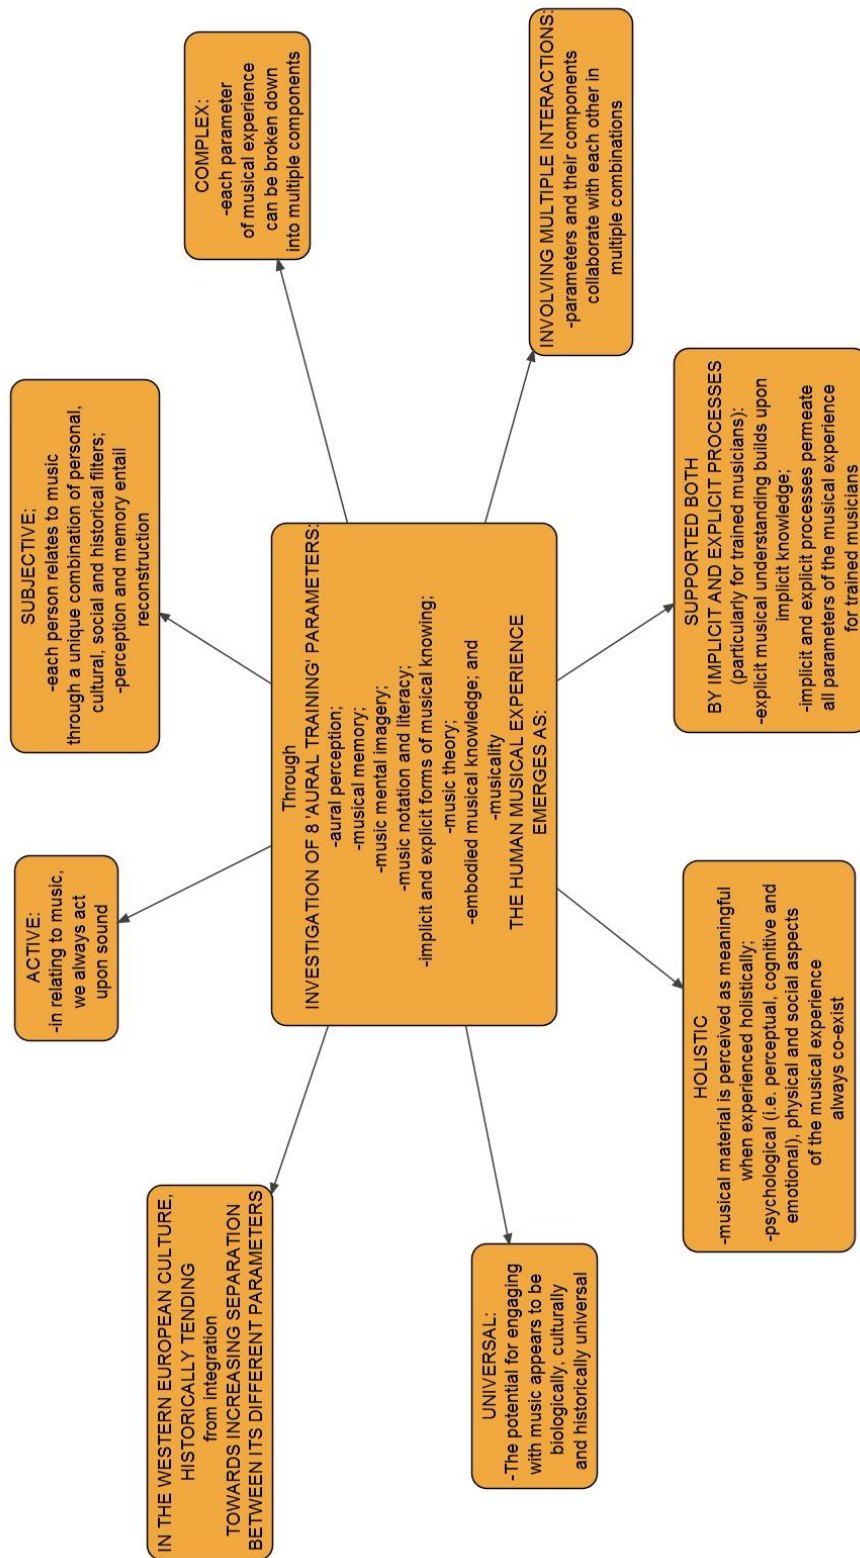 IN THE WESTERN EUROPEAN CULTURE,
HISTORICALLY TENDING
from integration
TOWARDS INCREASING SEPARATION
BETWEEN ITS DIFFERENT PARAMETERS
ACTIVE:
-in relating to music,
we always act
upon sound
SUBJECTIVE:
-each person relates to music
through a unique combination of personal,
cultural, social and historical filters;
-perception and memory entail
reconstruction
COMPLEX:
-each parameter
of musical experience
can be broken down
into multiple components
Through
INVESTIGATION OF 8 'AURAL TRAINING' PARAMETERS:
-aural perception;
-musical memory;
-music mental imagery;
-music notation and literacy;
-implicit and explicit forms of musical knowing;
-music theory;
-embodied musical knowledge; and
-musicality
THE HUMAN MUSICAL EXPERIENCE
EMERGES AS:
UNIVERSAL:
-The potential for engaging
with music appears to be
biologically, culturally
and historically universal
HOLISTIC
-musical material is perceived as meaningful
when experienced holistically;
-psychological (i.e. perceptual, cognitive and
emotional), physical and social aspects
of the musical experience
always co-exist
SUPPORTED BOTH
BY IMPLICIT AND EXPLICIT PROCESSES
(particularly for trained musicians):
-explicit musical understanding builds upon
implicit knowledge;
-implicit and explicit processes permeate
all parameters of the musical experience
for trained musicians
INVOLVING MULTIPLE INTERACTIONS:
-parameters and their components
collaborate with each other in
multiple combinations